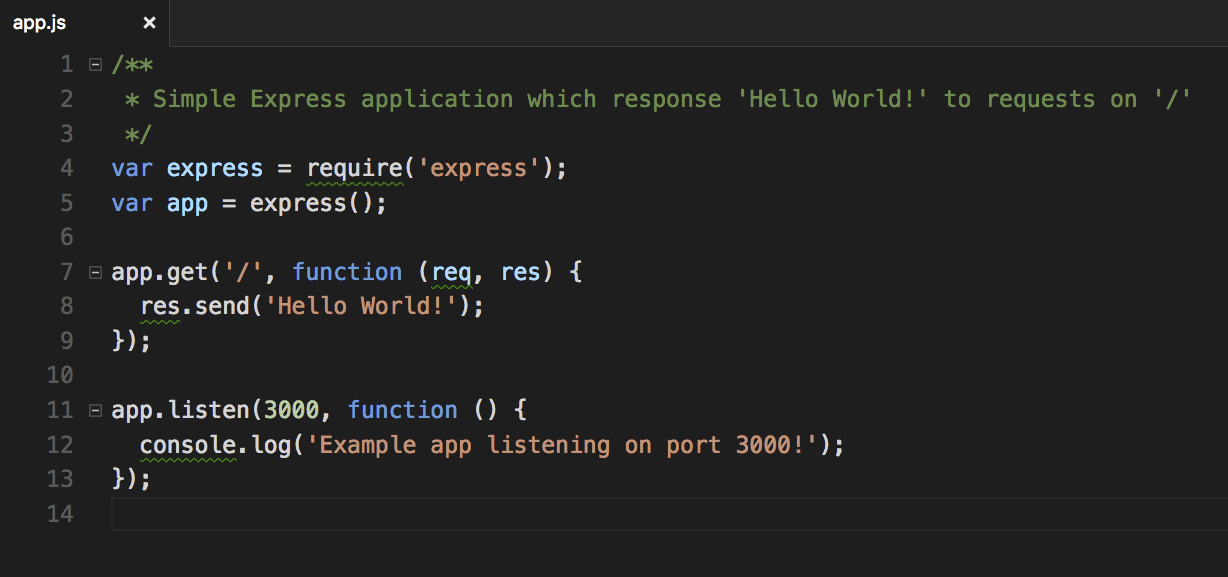 app.js ×
1 /**
2  * Simple Express application which response 'Hello World!' to requests on '/'
3  */
4 var express = require('express');
5 var app = express();
6
7 app.get('/', function (req, res) {
8   res.send('Hello World!');
9 });
10
11 app.listen(3000, function () {
12   console.log('Example app listening on port 3000!');
13 });
14